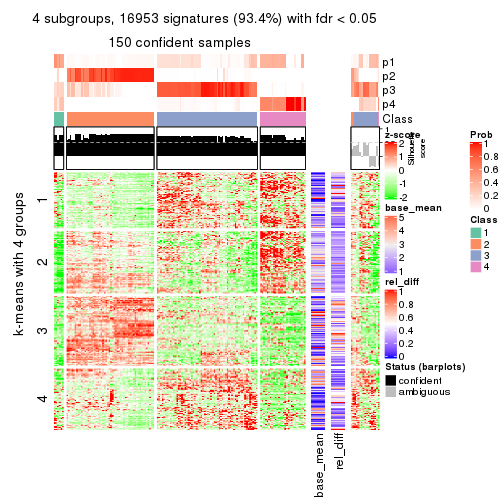 4 subgroups, 16953 signatures (93.4%) with fdr < 0.05
150 confident samples
p1
p2
p3
p4
Class
1
Silhouette
score
k-means with 4 groups
1
2
3
4
base_mean
rel_diff
z-score
2
1
0
-1
-2
base_mean
5
4
3
2
1
rel_diff
1
0.8
0.6
0.4
0.2
0
Status (barplots)
confident
ambiguous
Prob
1
0.8
0.6
0.4
0.2
0
Class
1
2
3
4